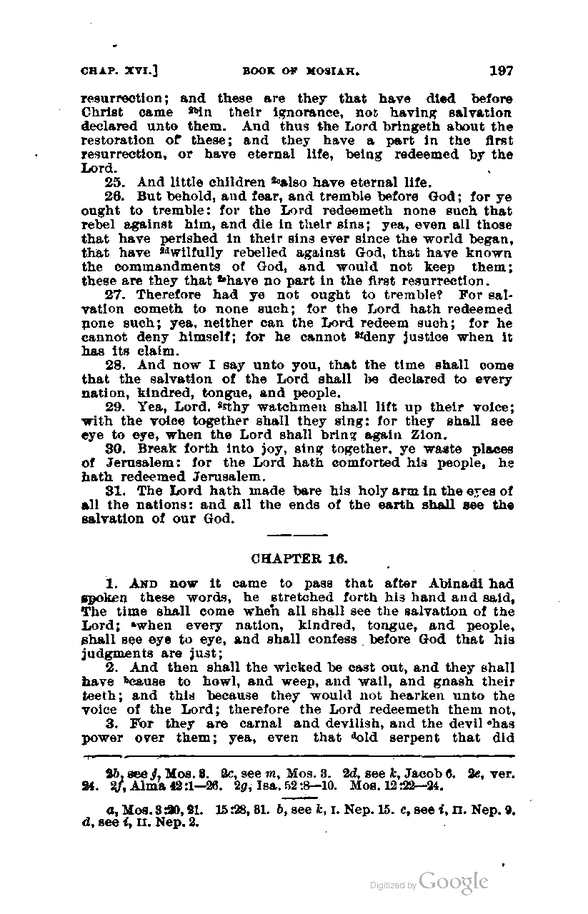 CHAP. XVI.] BOOK OF MOSIAH. 197
resurrection; and these are they that have died before
Christ came 2bin their ignorance, not having salvation
declared unto them. And thus the Lord bringeth about the
restoration of these; and they have a part in the first
resurrection, or have eternal life, being redeemed by the
Lord.
25. And little children 2calso have eternal life.
26. But behold, and fear, and tremble before God; for ye
ought to tremble: for the Lord redeemeth none such that
rebel against him, and die in their sins; yea, even all those
that have perished in their sins ever since the world began,
that have 2dwilfully rebelled against God, that have known
the commandments of God, and would not keep them;
these are they that 2ehave no part in the first resurrection.
27. Therefore had ye not ought to tremble? For sal-
vation cometh to none such; for the Lord hath redeemed
none such; yea, neither can the Lord redeem such; for he
cannot deny himself; for he cannot 2fdeny justice when it
has its claim.
28. And now I say unto you, that the time shall come
that the salvation of the Lord shall be declared to every
nation, kindred, tongue, and people.
29. Yea, Lord, 2gthy watchmen shall lift up their voice;
with the voice together shall they sing: for they shall see
eye to eye, when the Lord shall bring again Zion.
30. Break forth into joy, sing together, ye waste places
of Jerusalem: for the Lord hath comforted his people, he
hath redeemed Jerusalem.
31. The Lord hath made bare his holy arm in the eyes of
all the nations: and all the ends of the earth shall see the
salvation of our God.
CHAPTER 16.
1. AND now it came to pass that after Abinadi had
spoken these words, he stretched forth his hand and said,
The time shall come when all shall see the salvation of the
Lord; awhen every nation, kindred, tongue, and people,
shall see eye to eye, and shall confess before God that his
judgments are just;
2. And then shall the wicked be cast out, and they shall
have bcause to howl, and weep, and wail, and gnash their
teeth; and this because they would not hearken unto the
voice of the Lord; therefore the Lord redeemeth them not,
3. For they are carnal and devilish, and the devil chas
power over them; yea, even that dold serpent that did
2b, see j, Mos. 3. 2c, see m, Mos. 3. 2d, see k, Jacob 6. 2e, ver.
24. 2f, Alma 42:1—26. 2g, Isa. 52:8—10. Mos. 12:22—24.
a, Mos. 3:20, 21. 15:28, 31. b, see k, I. Nep. 15. c, see i, II. Nep. 9.
d, see i, II. Nep. 2.
Digitized by Google